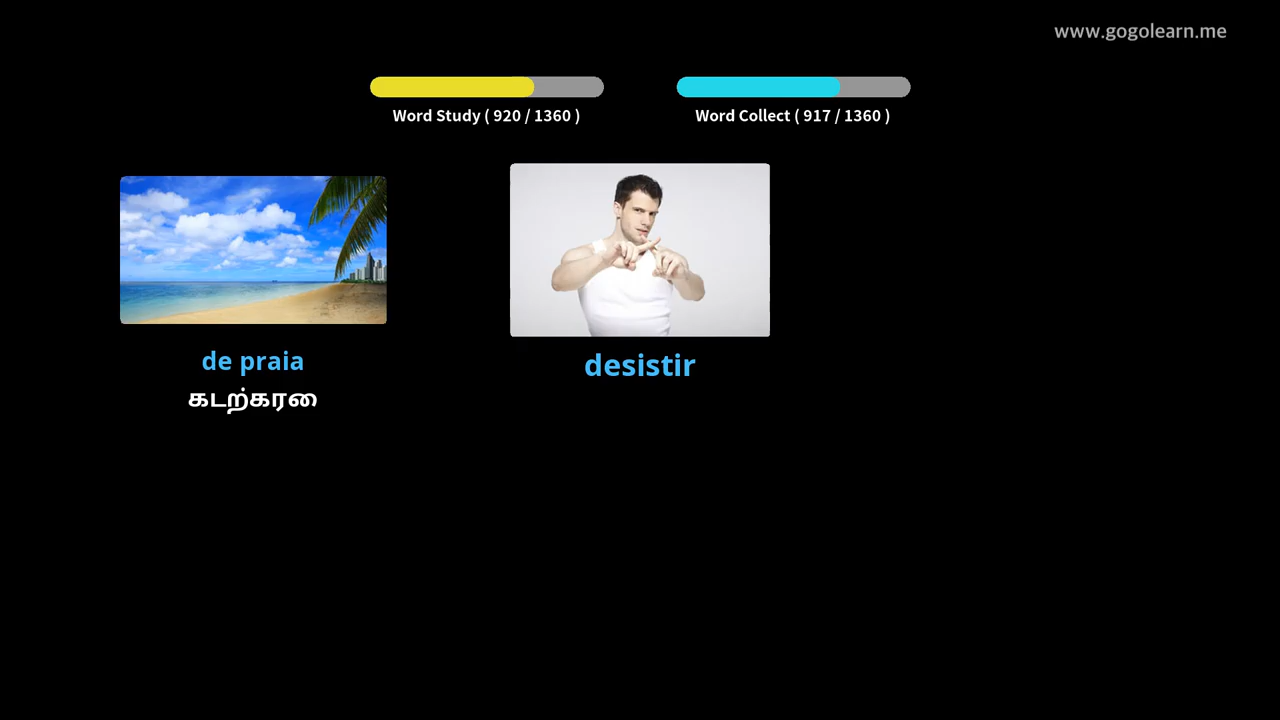 www.gogolearn.me
Word Study ( 920 / 1360 )
Word Collect ( 917 / 1360 )
de praia
கடற்கரை
desistir